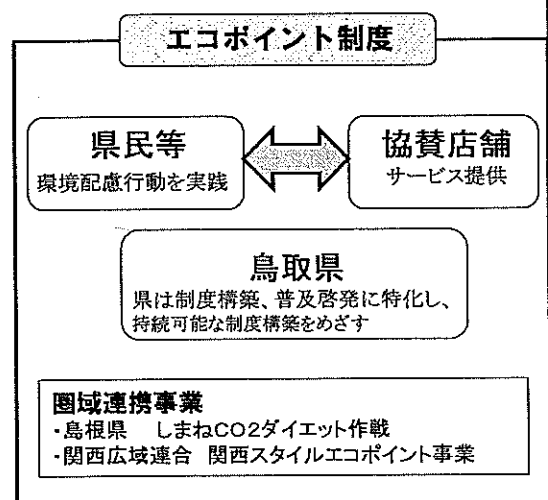 エコポイント制度
県民等
環境配慮行動を実践
協賛店舗
サービス提供
鳥取県
県は制度構築、普及啓発に特化し、
持続可能な制度構築をめざす
圏域連携事業
・島根県　しまねCO2ダイエット作戦
・関西広域連合　関西スタイルエコポイント事業